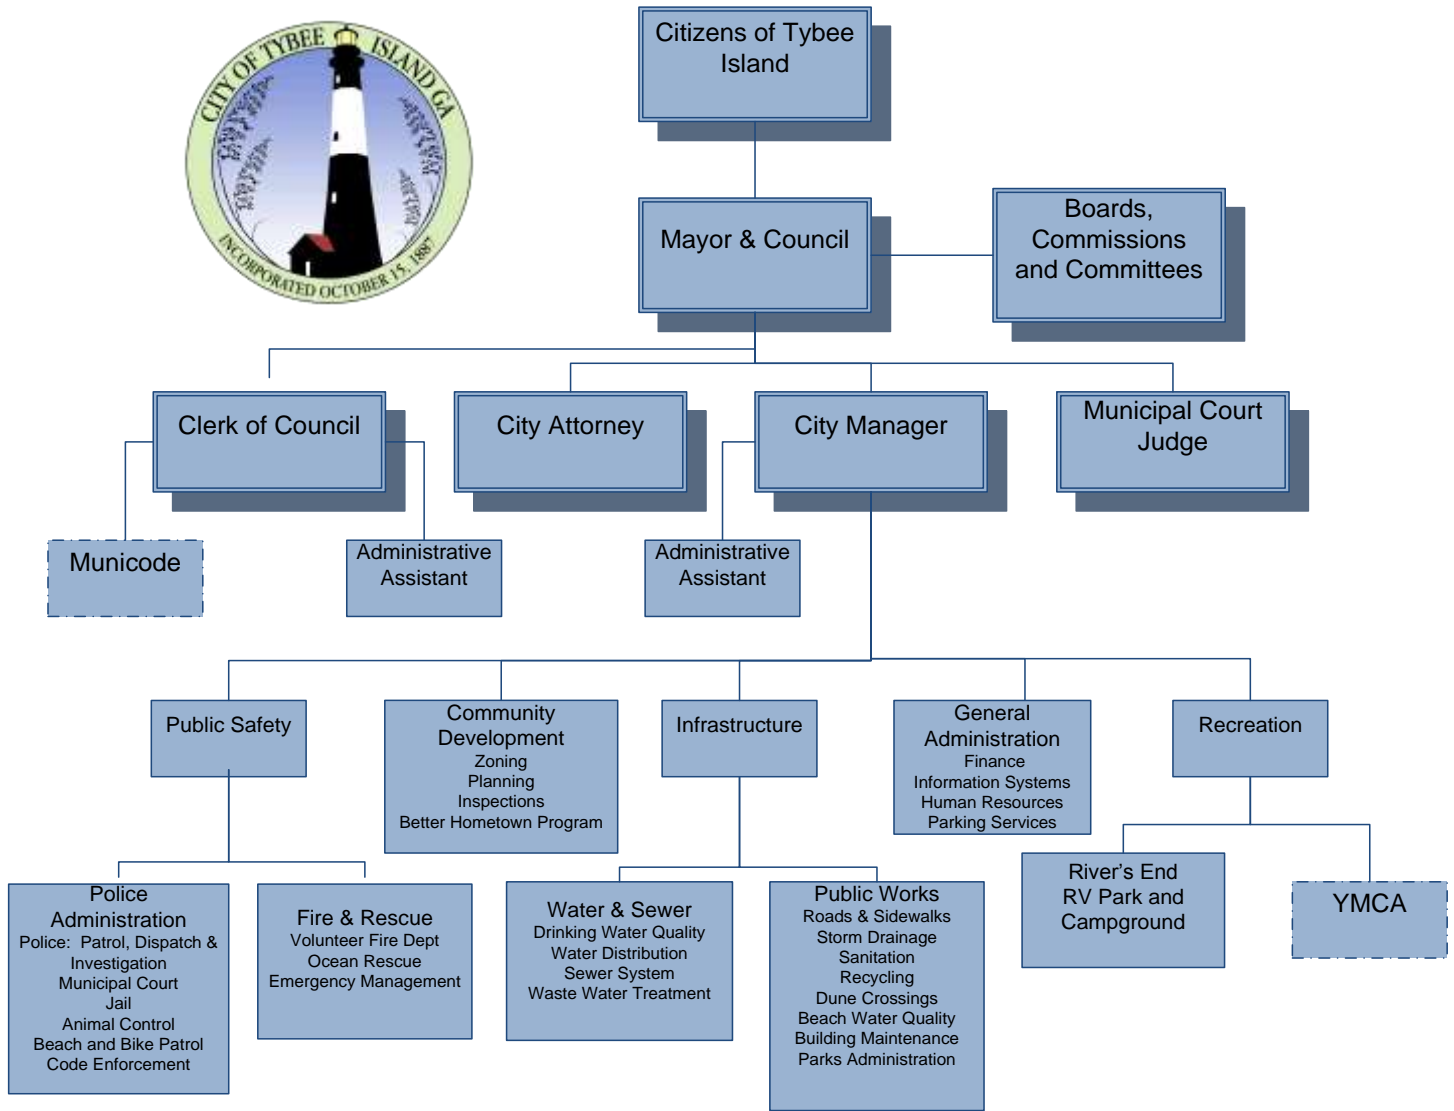 CITY OF TYBEE ISLAND GA
INCORPORATED OCTOBER 15, 1887
Citizens of Tybee
Island
Mayor & Council
Boards,
Commissions
and Committees
Clerk of Council
City Attorney
City Manager
Municipal Court
Judge
Municode
Administrative
Assistant
Administrative
Assistant
Public Safety
Community
Development
Zoning
Planning
Inspections
Better Hometown Program
Infrastructure
General
Administration
Finance
Information Systems
Human Resources
Parking Services
Recreation
Police
Administration
Police:  Patrol, Dispatch &
Investigation
Municipal Court
Jail
Animal Control
Beach and Bike Patrol
Code Enforcement
Fire & Rescue
Volunteer Fire Dept
Ocean Rescue
Emergency Management
Water & Sewer
Drinking Water Quality
Water Distribution
Sewer System
Waste Water Treatment
Public Works
Roads & Sidewalks
Storm Drainage
Sanitation
Recycling
Dune Crossings
Beach Water Quality
Building Maintenance
Parks Administration
River’s End
RV Park and
Campground
YMCA